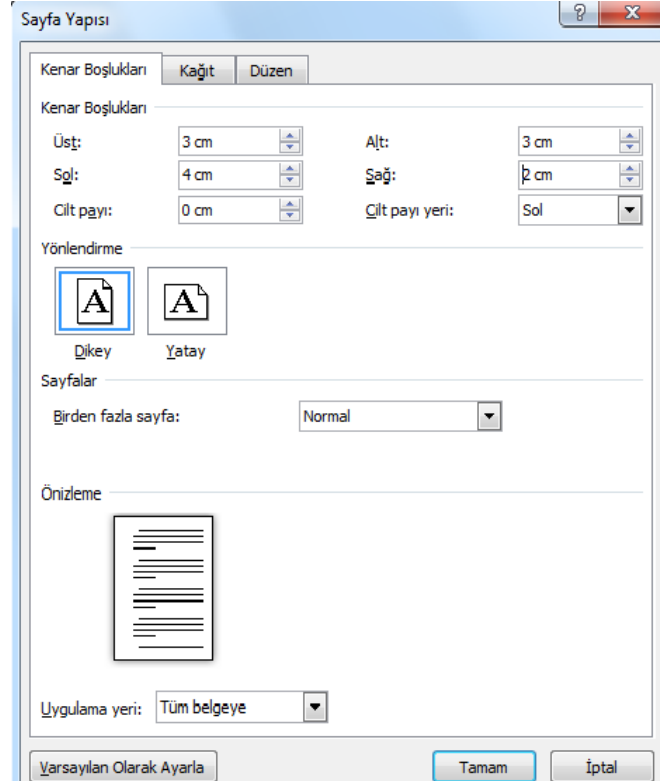 Sayfa Yapısı
Kenar Boşlukları Kağıt Düzen
Kenar Boşlukları
Üst: 3 cm Alt: 3 cm
Sol: 4 cm Sağ: 2 cm
Cilt payı: 0 cm Cilt payı yeri: Sol
Yönlendirme
A A
Dikey Yatay
Sayfalar
Birden fazla sayfa: Normal
Önizleme
Uygulama yeri: Tüm belgeye
Varsayılan Olarak Ayarla Tamam İptal